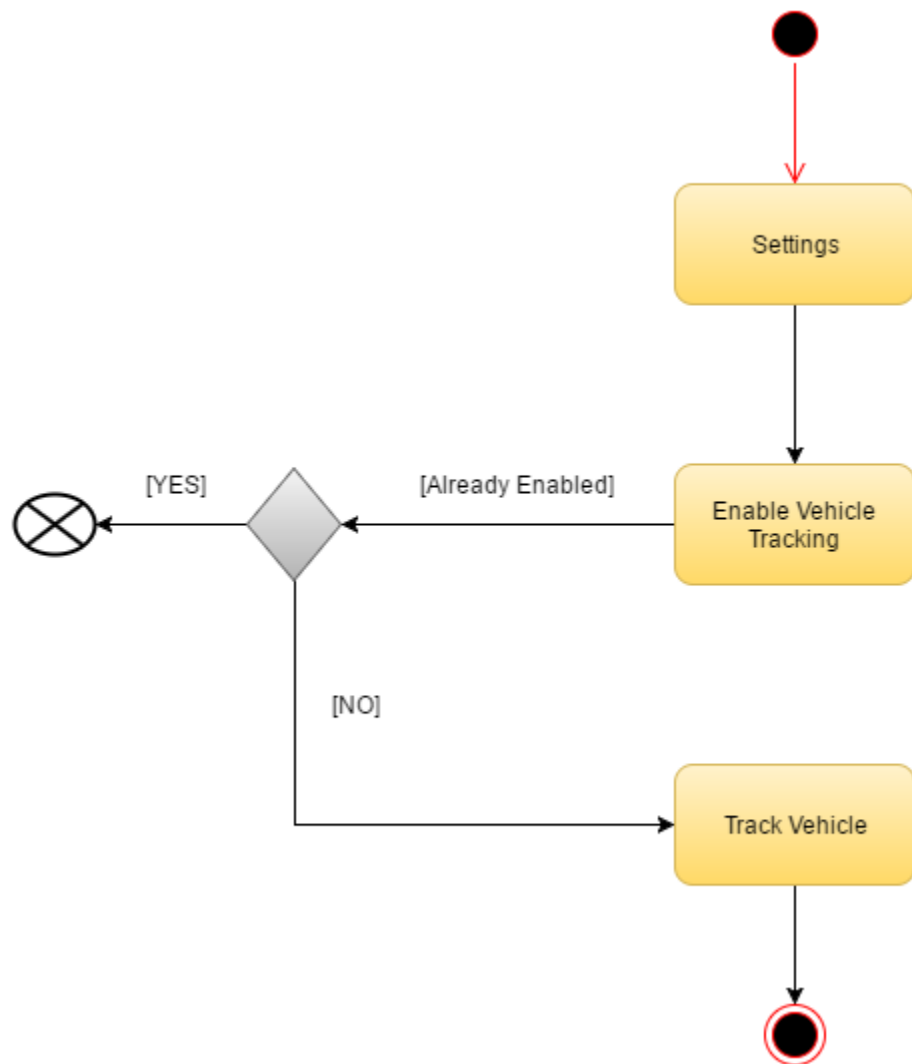 Settings
[YES]
[Already Enabled]
Enable Vehicle
Tracking
[NO]
Track Vehicle